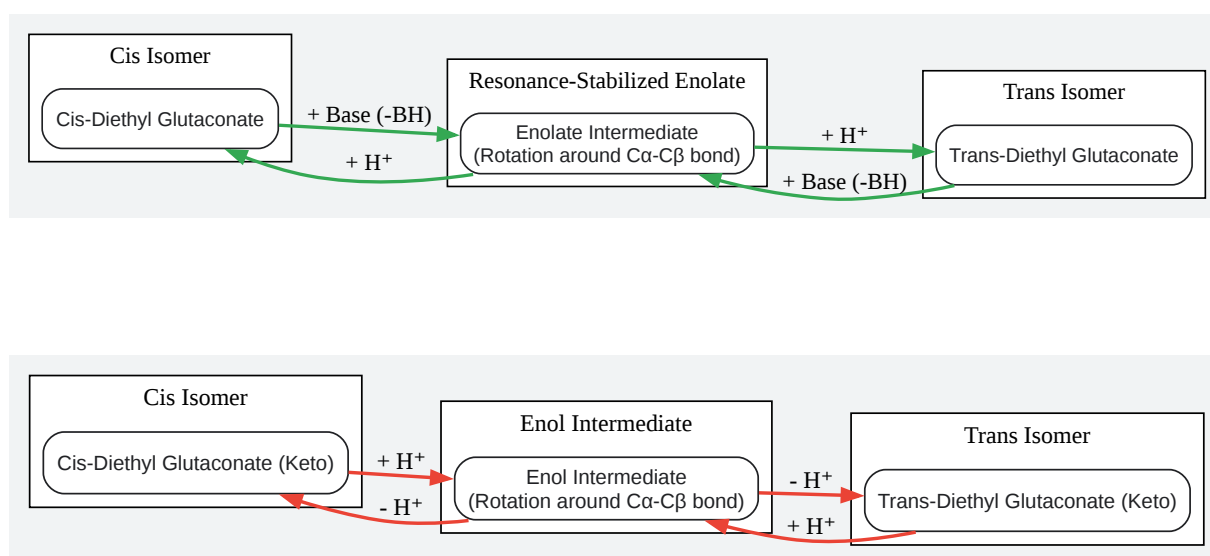 Cis Isomer
Cis-Diethyl Glutaconate
+ Base (-BH)
+ H⁺
Resonance-Stabilized Enolate
Enolate Intermediate
(Rotation around Cα-Cβ bond)
+ H⁺
+ Base (-BH)
Trans Isomer
Trans-Diethyl Glutaconate
Cis Isomer
Cis-Diethyl Glutaconate (Keto)
+ H⁺
- H⁺
Enol Intermediate
Enol Intermediate
(Rotation around Cα-Cβ bond)
- H⁺
+ H⁺
Trans Isomer
Trans-Diethyl Glutaconate (Keto)